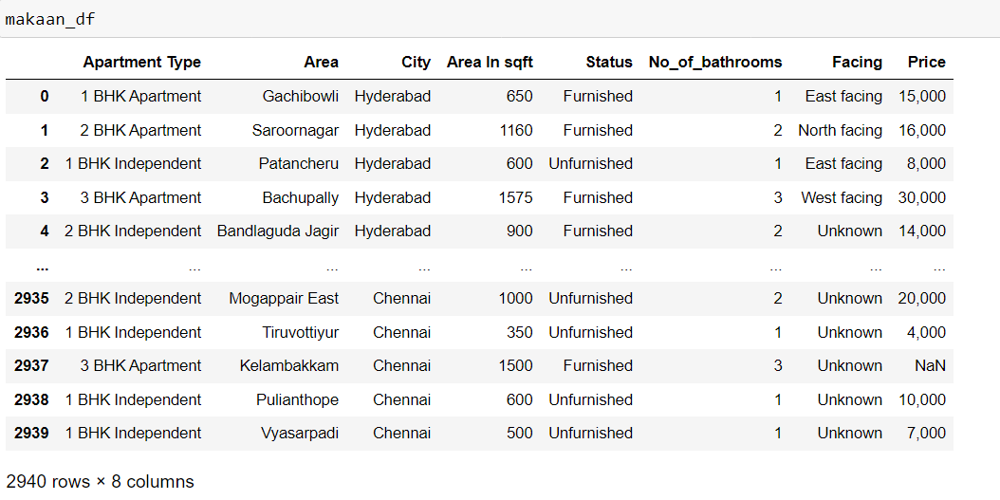 makaan_df
Apartment Type Area City Area In sqft Status No_of_bathrooms Facing Price
0 1 BHK Apartment Gachibowli Hyderabad 650 Furnished 1 East facing 15,000
1 2 BHK Apartment Saroornagar Hyderabad 1160 Furnished 2 North facing 16,000
2 1 BHK Independent Patancheru Hyderabad 600 Unfurnished 1 East facing 8,000
3 3 BHK Apartment Bachupally Hyderabad 1575 Furnished 3 West facing 30,000
4 2 BHK Independent Bandlaguda Jagir Hyderabad 900 Furnished 2 Unknown 14,000
... ... ... ... ... ... ... ... ...
2935 2 BHK Independent Mogappair East Chennai 1000 Unfurnished 2 Unknown 20,000
2936 1 BHK Independent Tiruvottiyur Chennai 350 Unfurnished 1 Unknown 4,000
2937 3 BHK Apartment Kelambakkam Chennai 1500 Furnished 3 Unknown NaN
2938 1 BHK Independent Pulianthope Chennai 600 Unfurnished 1 Unknown 10,000
2939 1 BHK Independent Vyasarpadi Chennai 500 Unfurnished 1 Unknown 7,000
2940 rows × 8 columns